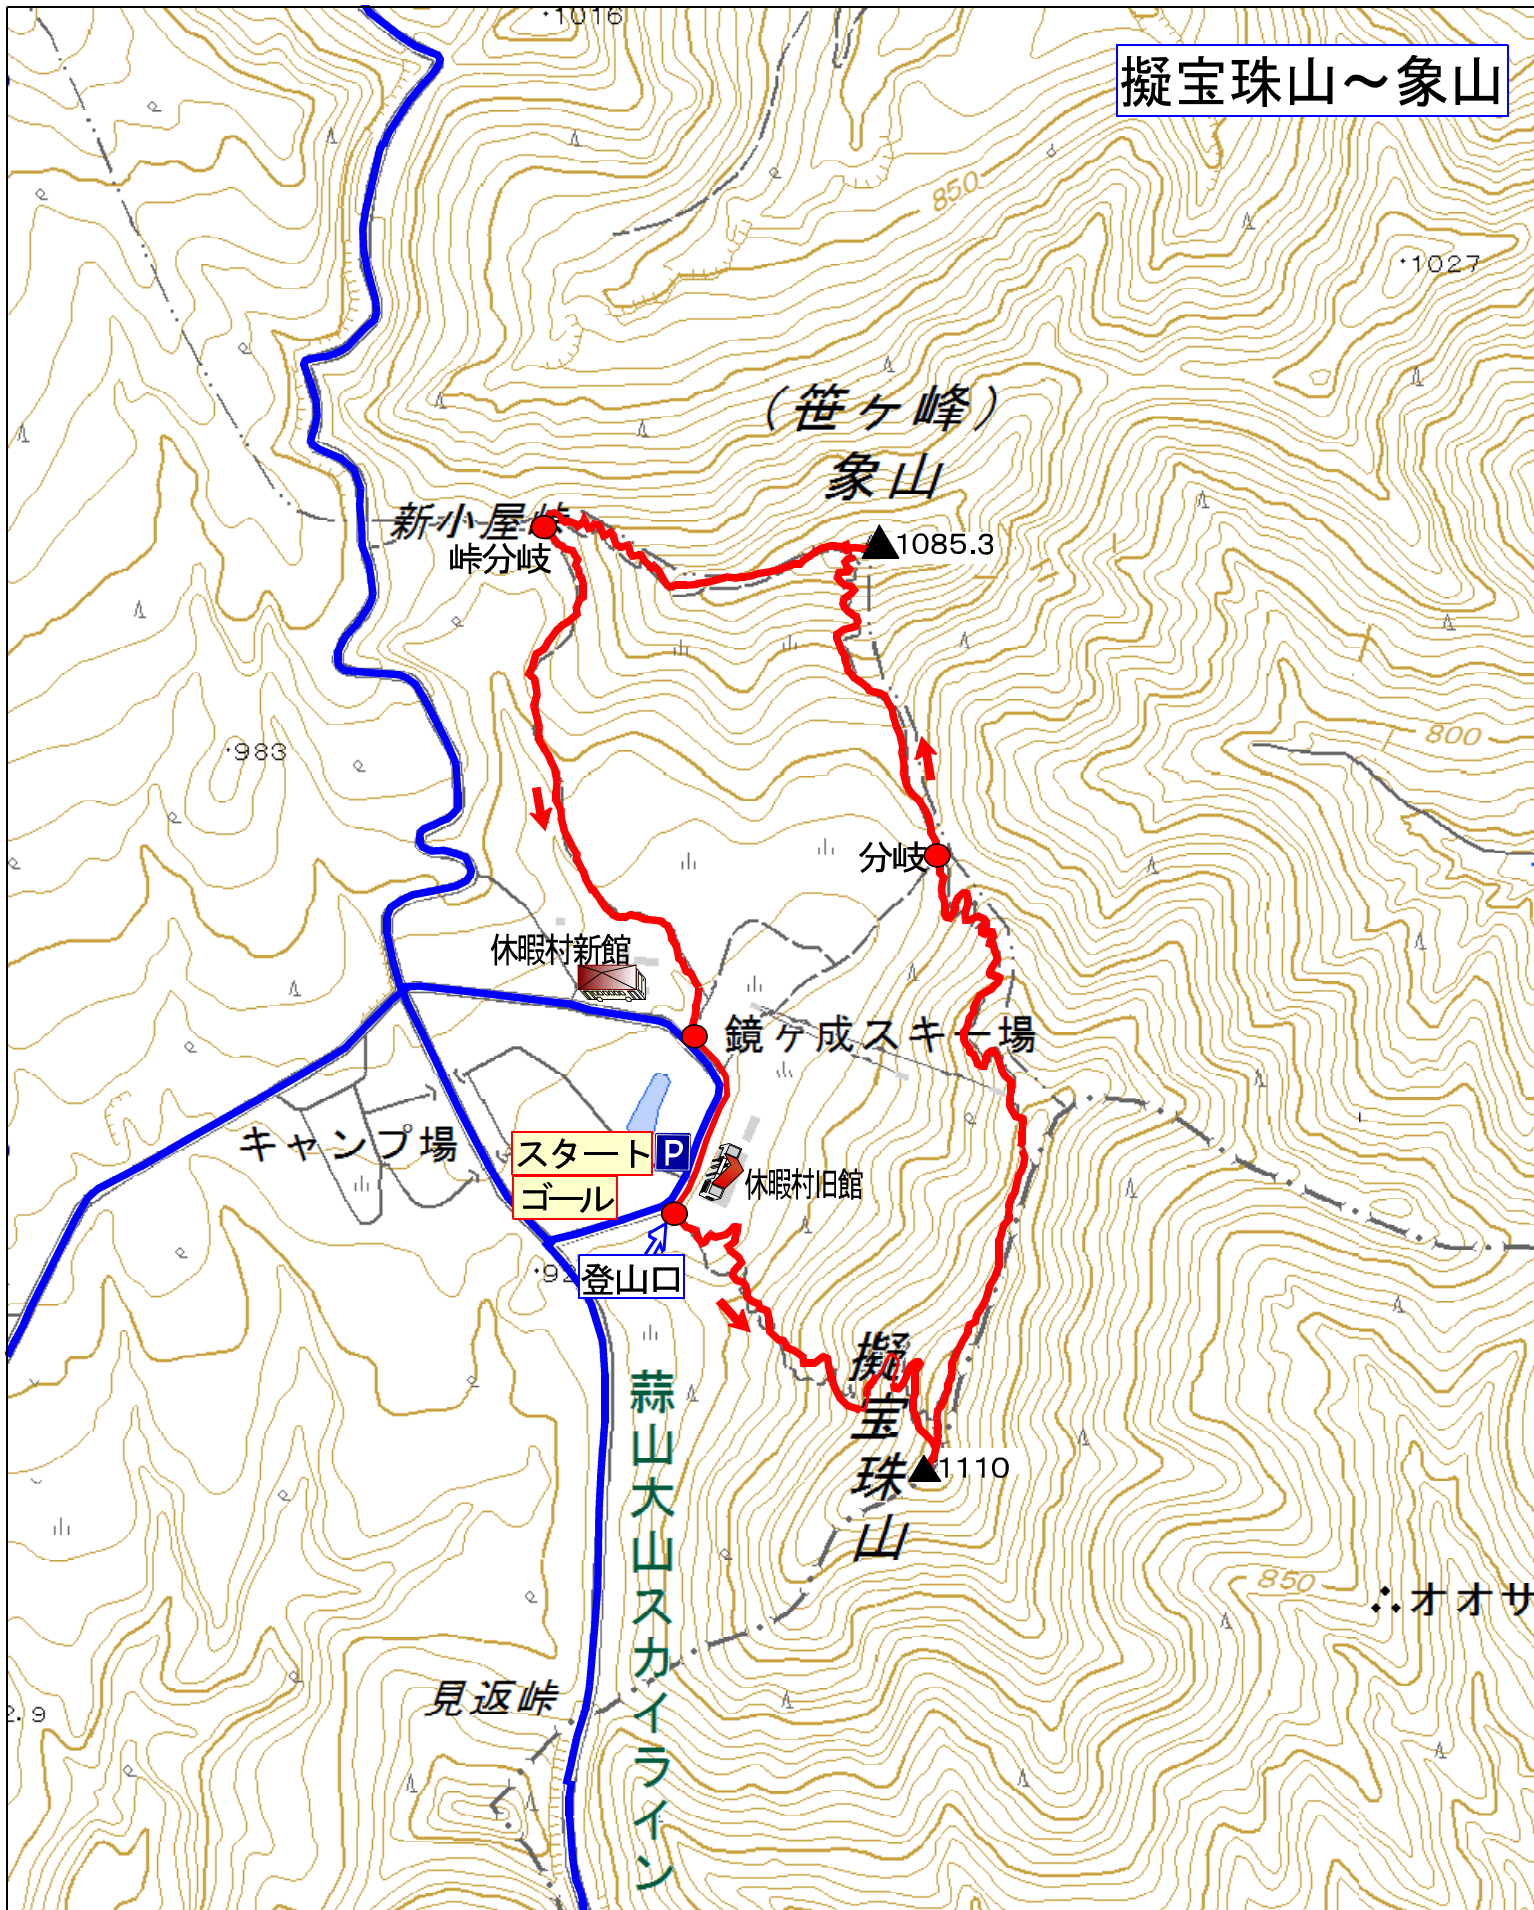 ・1016
擬宝珠山～象山
850
・1027
（笹ヶ峰）
象山
新小屋峠
峠分岐
1085.3
・983
800
分岐
休暇村新館
鏡ヶ成スキー場
キャンプ場
スタート
P
ゴール
休暇村旧館
登山口
擬宝珠山
1110
蒜山大山スカイライン
850
オオサ
見返峠
2.9